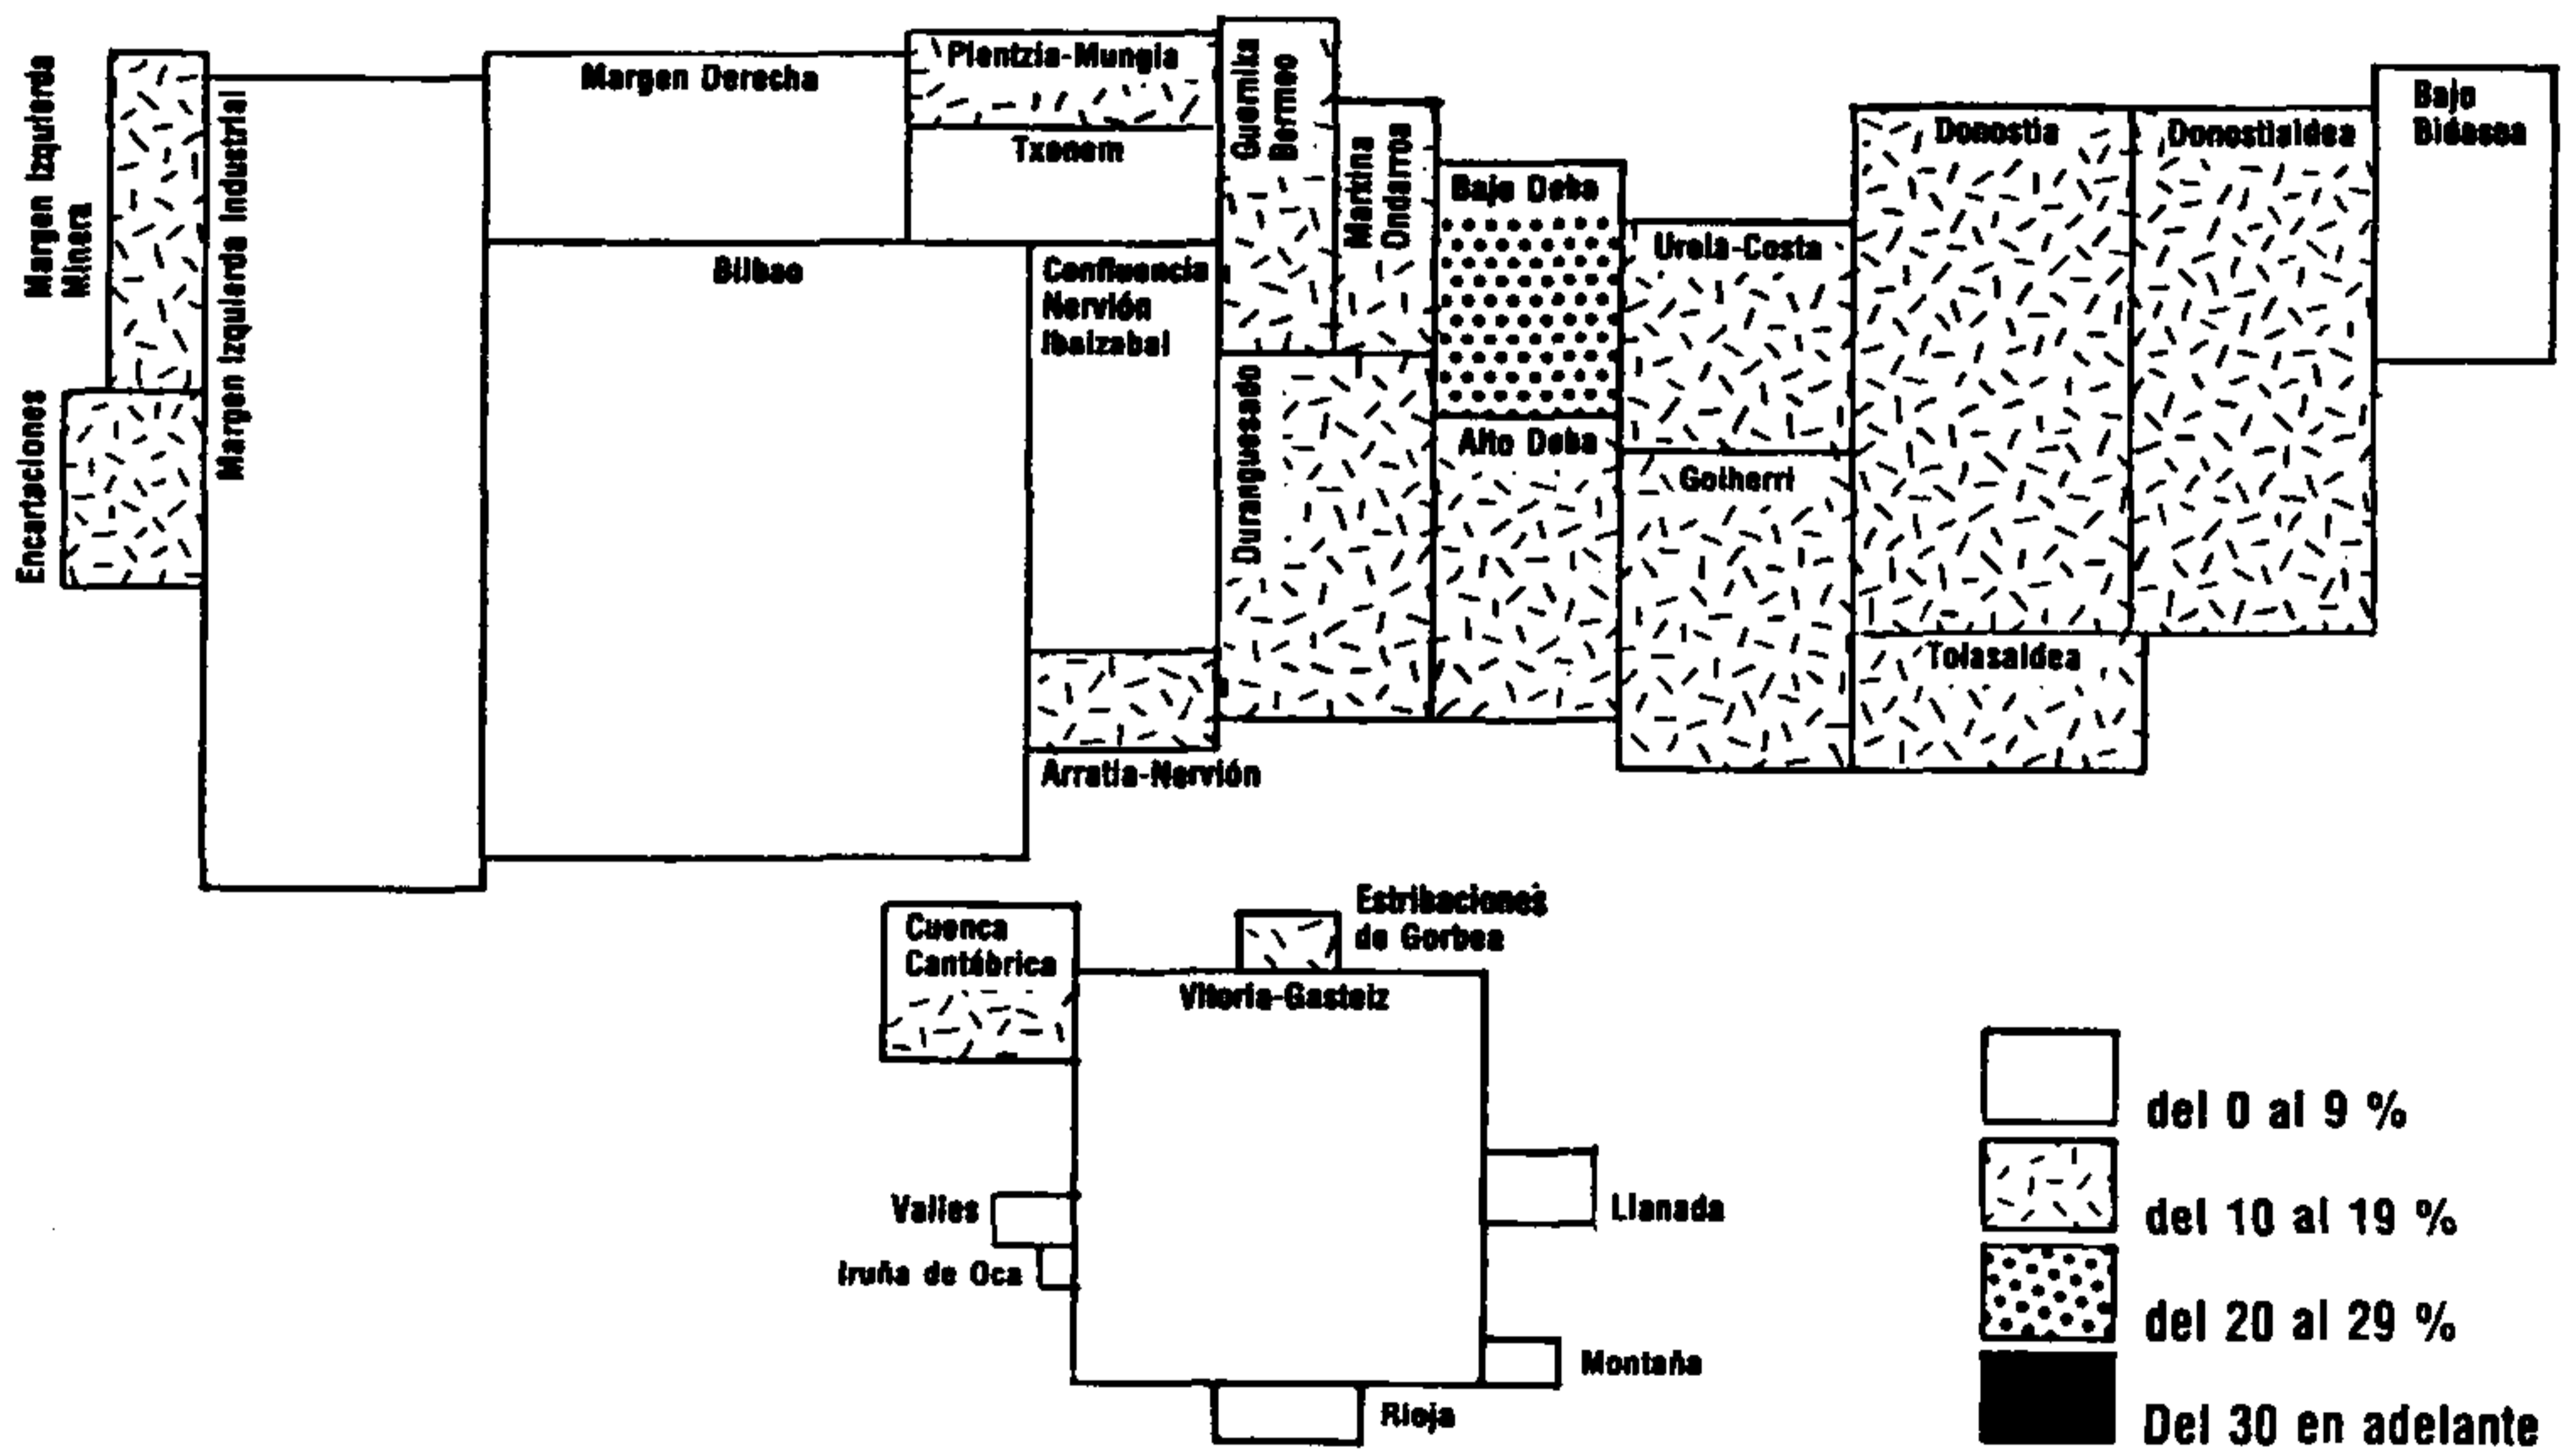 Margen Izquierda
Minera
Encartaciones
Margen Izquierda Industrial
Margen Derecha
Plentzia-Mungia
Txonom
Bilbao
Confluencia
Nervión
Ibaizabal
Arratia-Nervión
Guernika
Bermeo
Markina
Ondarroa
Duranguesado
Bajo Deba
Alto Deba
Urola-Costa
Goiherri
Donostia
Donostialdea
Tolasaldea
Bajo
Bidasoa
Cuenca
Cantábrica
Estribaciones
de Gorbea
Vitoria-Gasteiz
Valles
Iruña de Oca
Llanada
Montaña
Rioja
del 0 al 9 %
del 10 al 19 %
del 20 al 29 %
Del 30 en adelante